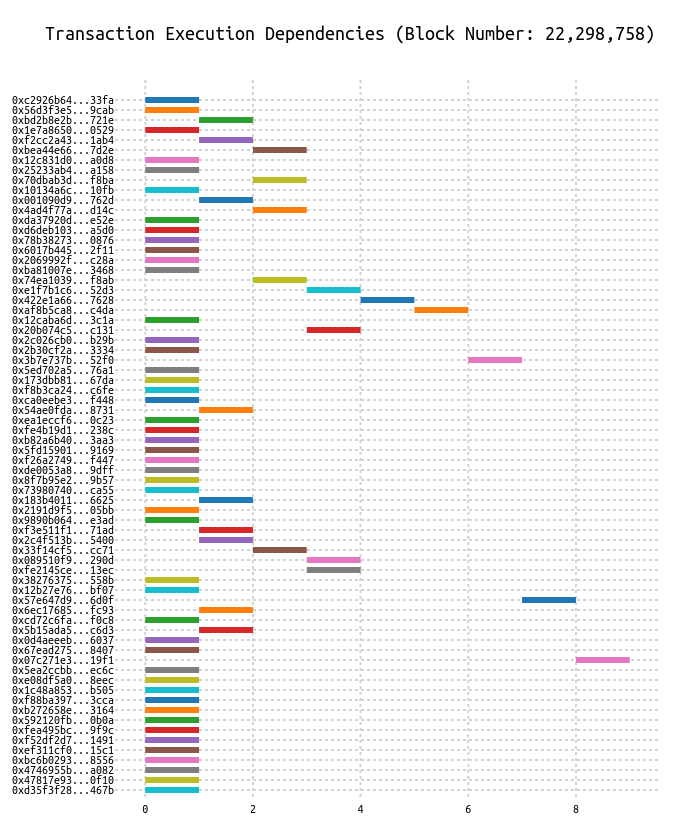 Transaction Execution Dependencies (Block Number: 22,298,758)
0xc2926b64...33fa
0x56d3f3e5...9cab
0xbd2b8e2b...721e
0x1e7a8650...0529
0xf2cc2a43...1ab4
0xbea44e66...7d2e
0x12c831d0...a0d8
0x25233ab4...a158
0x70dbab3d...f8ba
0x10134a6c...10fb
0x001090d9...762d
0x4ad4f77a...d14c
0xda37920d...e52e
0xd6deb103...a5d0
0x78b38273...0876
0x6017b445...2f11
0x2069992f...c28a
0xba81007e...3468
0x74ea1039...f8ab
0xe1f7b1c6...52d3
0x422e1a66...7628
0xaf8b5ca8...c4da
0x12caba6d...3c1a
0x20b074c5...c131
0x2c026cb0...b29b
0x2b30cf2a...3334
0x3b7e737b...52f0
0x5ed702a5...76a1
0x173dbb81...67da
0xf8b3ca24...c6fe
0xca0eebe3...f448
0x54ae0fda...8731
0xea1eccf6...0c23
0xfe4b19d1...238c
0xb82a6b40...3aa3
0x5fd15901...9169
0xf26a2749...f447
0xde0053a8...9dff
0x8f7b95e2...9b57
0x73980740...ca55
0x183b4011...6625
0x2191d9f5...05bb
0x9890b064...e3ad
0xf3e511f1...71ad
0x2c4f513b...5400
0x33f14cf5...cc71
0x089510f9...290d
0xfe2145ce...13ec
0x38276375...558b
0x12b27e76...bf07
0x57e647d9...6d0f
0x6ec17685...fc93
0xcd72c6fa...f0c8
0x5b15ada5...c6d3
0x0d4aeeeb...6037
0x67ead275...8407
0x07c271e3...19f1
0x5ea2ccbb...ec6c
0xe08df5a0...8eec
0x1c48a853...b505
0xf88ba397...3cca
0xb272658e...3164
0x592120fb...0b0a
0xfea495bc...9f9c
0xf52df2d7...1491
0xef311cf0...15c1
0xbc6b0293...8556
0x4746955b...a082
0x47817e93...0f10
0xd35f3f28...467b
0 2 4 6 8